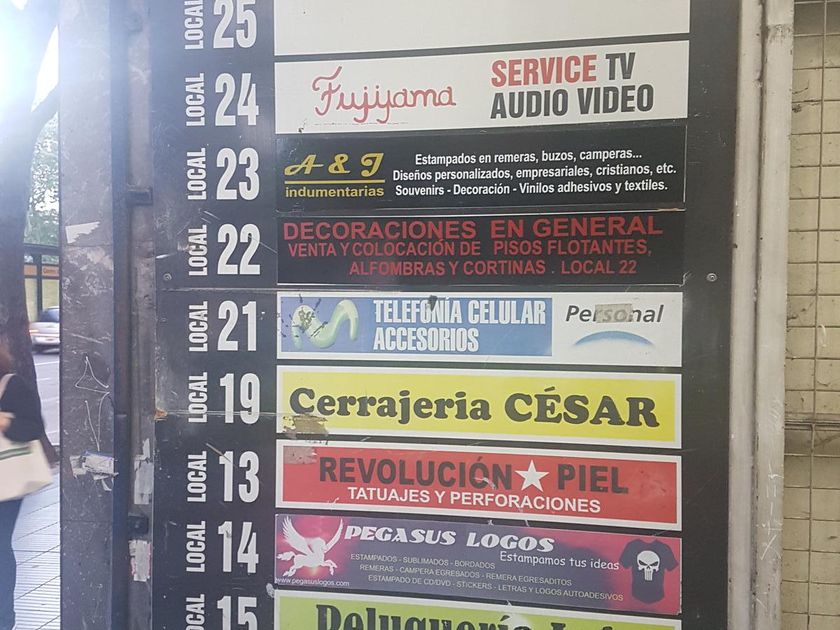 LOCAL 25
LOCAL 24
Fujiyama
SERVICE TV
AUDIO VIDEO
LOCAL 23
A & J
indumentarias
Estampados en remeras, buzos, camperas...
Diseños personalizados, empresariales, cristianos, etc.
Souvenirs - Decoración - Vinilos adhesivos y textiles.
LOCAL 22
DECORACIONES EN GENERAL
VENTA Y COLOCACIÓN DE PISOS FLOTANTES,
ALFOMBRAS Y CORTINAS . LOCAL 22
LOCAL 21
TELEFONÍA CELULAR
ACCESORIOS
Personal
LOCAL 19
Cerrajeria CÉSAR
LOCAL 13
REVOLUCIÓN PIEL
TATUAJES Y PERFORACIONES
LOCAL 14
PEGASUS LOGOS
Estampamos tus ideas
ESTAMPADOS - SUBLIMADOS - BORDADOS
REMERAS - CAMPERA EGRESADOS - REMERA EGRESADITOS
ESTAMPADO DE CD/DVD - STICKERS - LETRAS Y LOGOS AUTOADESIVOS
www.pegasuslogos.com
LOCAL 15